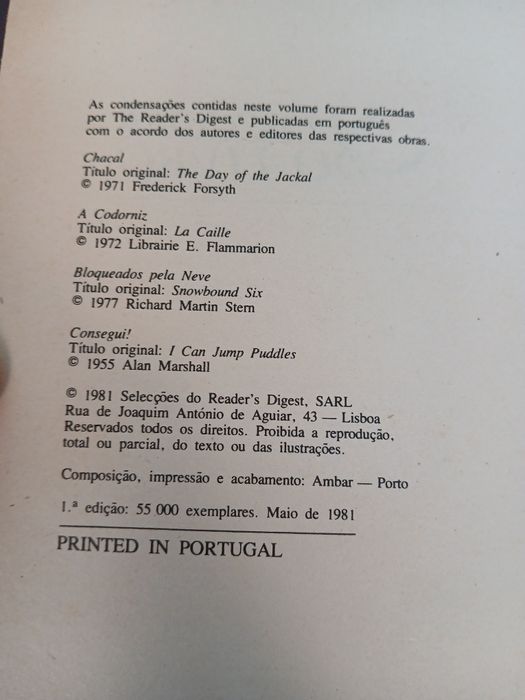 As condensações contidas neste volume foram realizadas
por The Reader's Digest e publicadas em português
com o acordo dos autores e editores das respectivas obras.
Chacal
Título original: The Day of the Jackal
© 1971 Frederick Forsyth
A Codorniz
Título original: La Caille
© 1972 Librairie E. Flammarion
Bloqueados pela Neve
Título original: Snowbound Six
© 1977 Richard Martin Stern
Consegui!
Título original: I Can Jump Puddles
© 1955 Alan Marshall
© 1981 Selecções do Reader's Digest, SARL
Rua de Joaquim António de Aguiar, 43 — Lisboa
Reservados todos os direitos. Proibida a reprodução,
total ou parcial, do texto ou das ilustrações.
Composição, impressão e acabamento: Ambar — Porto
1.ª edição: 55 000 exemplares. Maio de 1981
PRINTED IN PORTUGAL